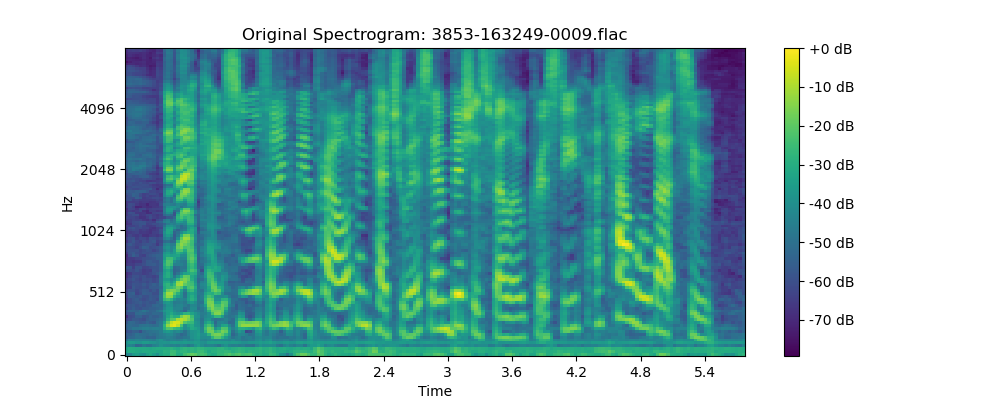 Original Spectrogram: 3853-163249-0009.flac
Hz
4096
2048
1024
512
0
0 0.6 1.2 1.8 2.4 3 3.6 4.2 4.8 5.4
Time
+0 dB
-10 dB
-20 dB
-30 dB
-40 dB
-50 dB
-60 dB
-70 dB